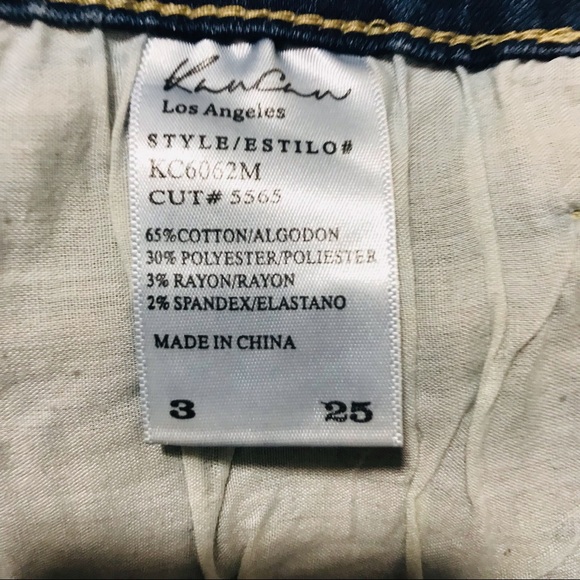 KanCan
Los Angeles
STYLE/ESTILO#
KC6062M
CUT# 5565
65%COTTON/ALGODON
30% POLYESTER/POLIESTER
3% RAYON/RAYON
2% SPANDEX/ELASTANO
MADE IN CHINA
3 25